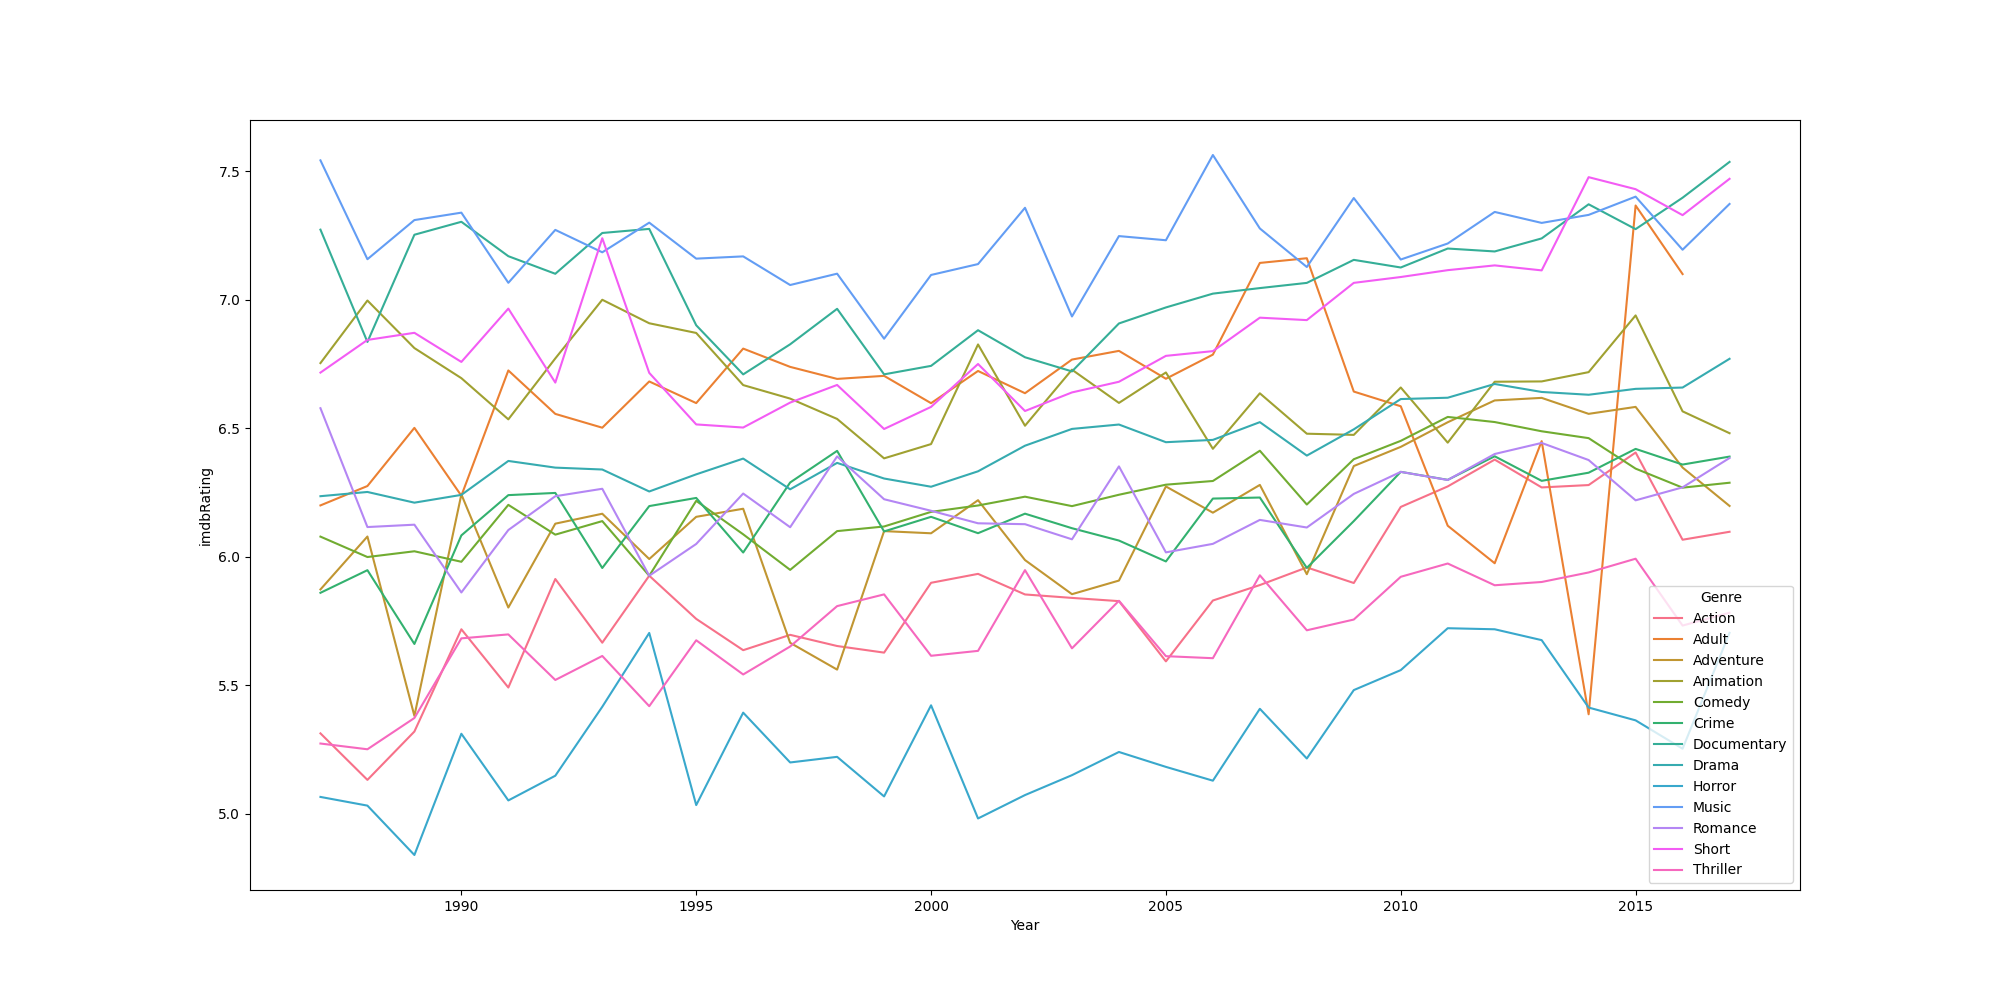 7.5
7.0
6.5
6.0
5.5
5.0
imdbRating
1990 1995 2000 2005 2010 2015
Year
Genre
Action
Adult
Adventure
Animation
Comedy
Crime
Documentary
Drama
Horror
Music
Romance
Short
Thriller